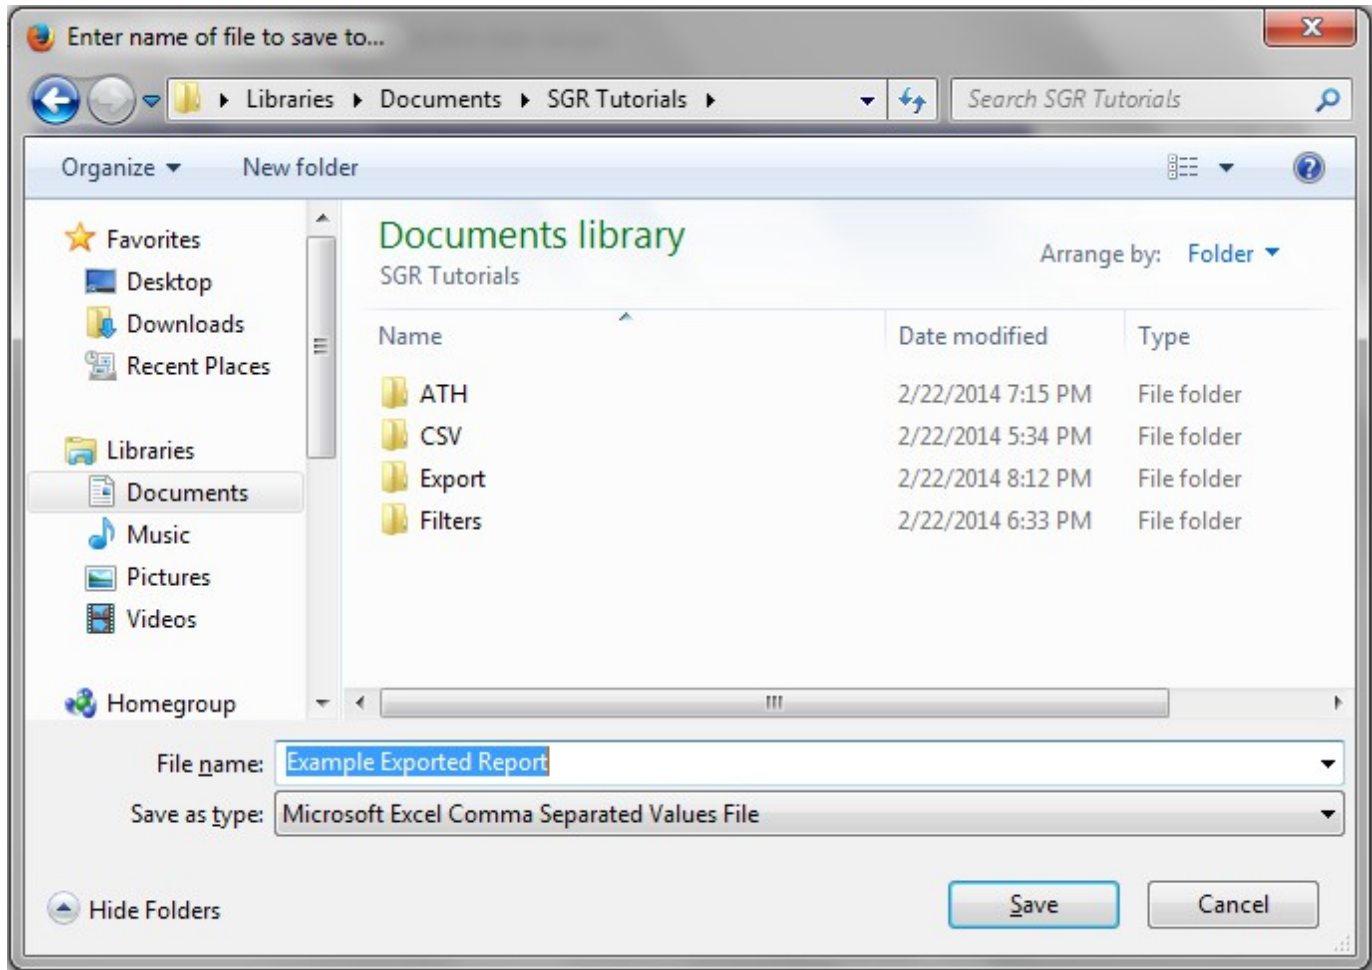 Enter name of file to save to...
Libraries Documents SGR Tutorials Search SGR Tutorials
Organize New folder
Favorites
Desktop
Downloads
Recent Places
Libraries
Documents
Music
Pictures
Videos
Homegroup
Documents library
SGR Tutorials
Arrange by: Folder
Name Date modified Type
ATH 2/22/2014 7:15 PM File folder
CSV 2/22/2014 5:34 PM File folder
Export 2/22/2014 8:12 PM File folder
Filters 2/22/2014 6:33 PM File folder
File name: Example Exported Report
Save as type: Microsoft Excel Comma Separated Values File
Hide Folders Save Cancel